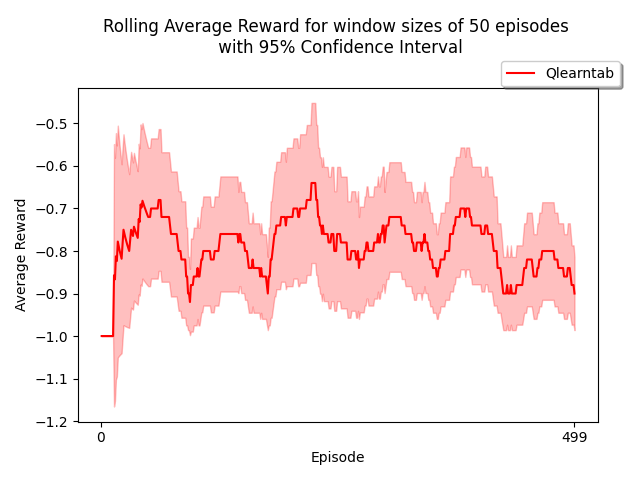 Rolling Average Reward for window sizes of 50 episodes
with 95% Confidence Interval
Qlearntab
−0.5
−0.6
−0.7
−0.8
−0.9
−1.0
−1.1
−1.2
Average Reward
0
499
Episode